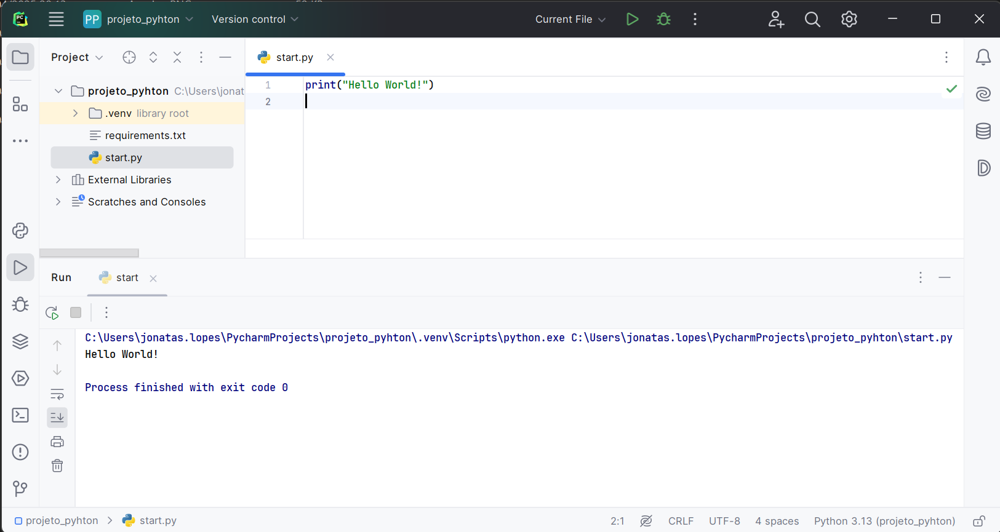 PC
PP projeto_pyhton Version control Current File
Project
projeto_pyhton C:\Users\jonat
.venv library root
requirements.txt
start.py
External Libraries
Scratches and Consoles
start.py
1 print("Hello World!")
2
Run start
C:\Users\jonatas.lopes\PycharmProjects\projeto_pyhton\.venv\Scripts\python.exe C:\Users\jonatas.lopes\PycharmProjects\projeto_pyhton\start.py
Hello World!
Process finished with exit code 0
projeto_pyhton > start.py 2:1 CRLF UTF-8 4 spaces Python 3.13 (projeto_pyhton)